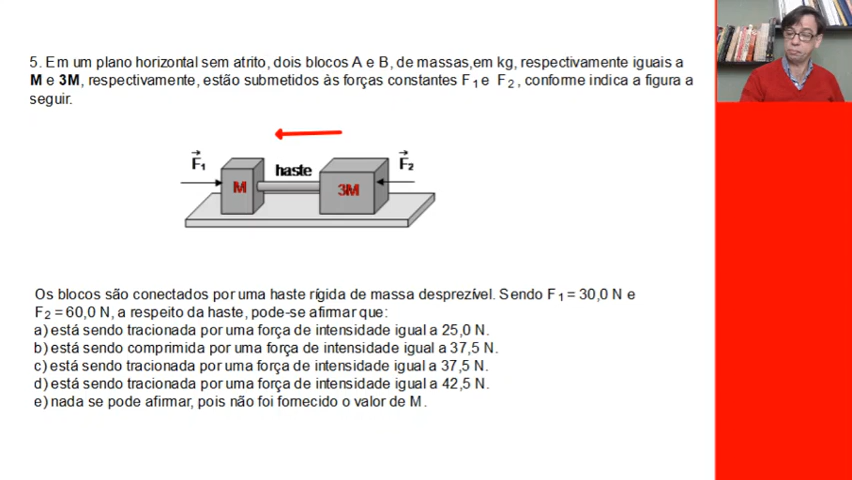 5. Em um plano horizontal sem atrito, dois blocos A e B, de massas,em kg, respectivamente iguais a
M e 3M, respectivamente, estão submetidos às forças constantes F1 e F2, conforme indica a figura a
seguir.
F1
haste
F2
M
3M
Os blocos são conectados por uma haste rígida de massa desprezível. Sendo F1 = 30,0 N e
F2 = 60,0 N, a respeito da haste, pode-se afirmar que:
a) está sendo tracionada por uma força de intensidade igual a 25,0 N.
b) está sendo comprimida por uma força de intensidade igual a 37,5 N.
c) está sendo tracionada por uma força de intensidade igual a 37,5 N.
d) está sendo tracionada por uma força de intensidade igual a 42,5 N.
e) nada se pode afirmar, pois não foi fornecido o valor de M.